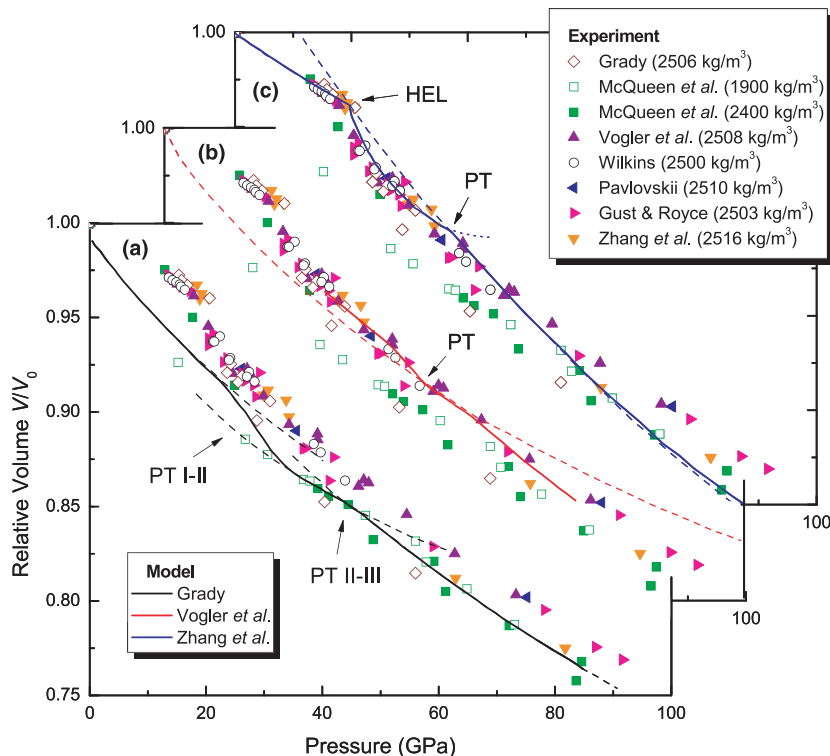 1.00
(c)
HEL
PT
Experiment
Grady (2506 kg/m³)
McQueen et al. (1900 kg/m³)
McQueen et al. (2400 kg/m³)
Vogler et al. (2508 kg/m³)
Wilkins (2500 kg/m³)
Pavlovskii (2510 kg/m³)
Gust & Royce (2503 kg/m³)
Zhang et al. (2516 kg/m³)
1.00
(b)
PT
1.00
(a)
0.95
0.90
0.85
0.80
0.75
Relative Volume V/V₀
PT I-II
PT II-III
Model
Grady
Vogler et al.
Zhang et al.
100
100
0
20
40
60
80
100
Pressure (GPa)